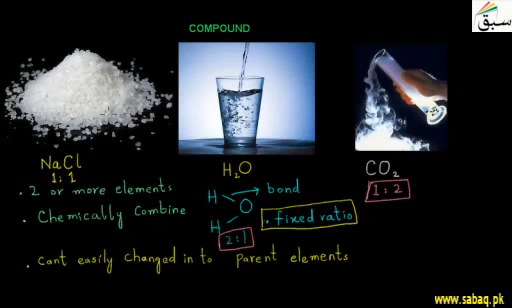 COMPOUND
سبق
NaCl
1:1
H₂O
CO₂
1:2
. 2 or more elements
. Chemically Combine
H
O
H
bond
2:1
. fixed ratio
. Cant easily changed in to parent elements
www.sabaq.pk